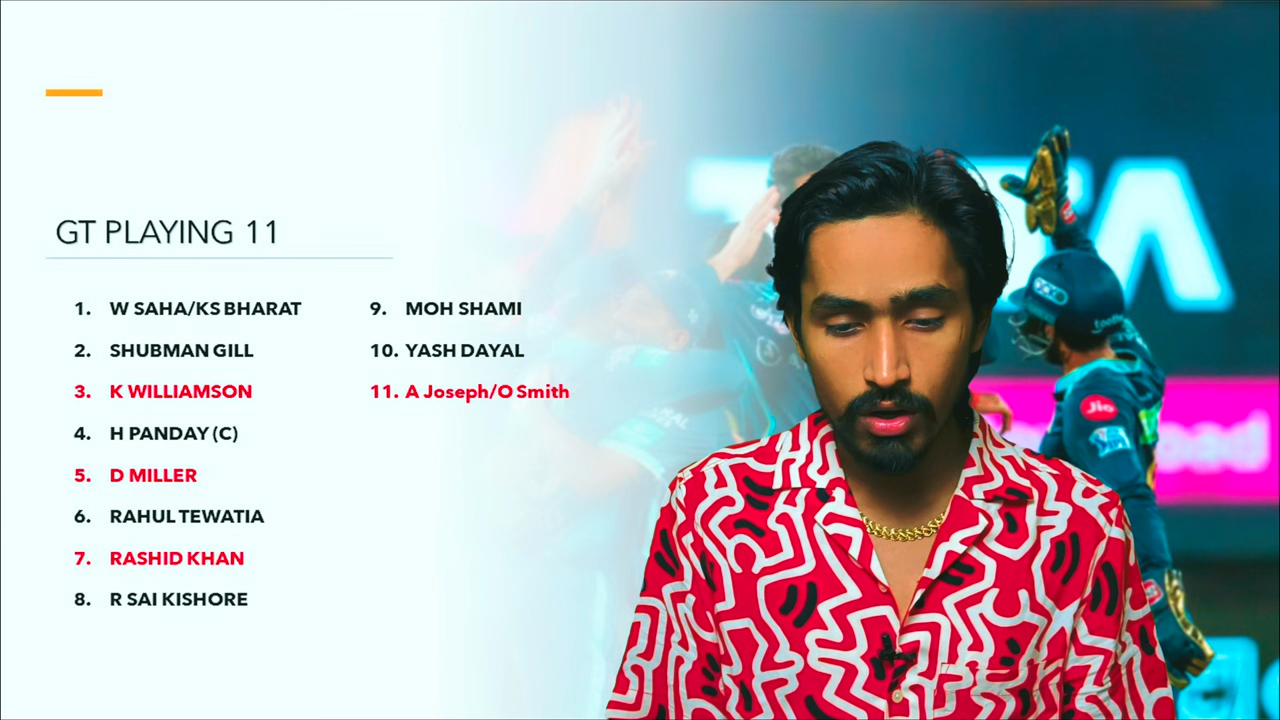 GT PLAYING 11
1. W SAHA/KS BHARAT
2. SHUBMAN GILL
3. K WILLIAMSON
4. H PANDAY (C)
5. D MILLER
6. RAHUL TEWATIA
7. RASHID KHAN
8. R SAI KISHORE
9. MOH SHAMI
10. YASH DAYAL
11. A Joseph/O Smith
Jio